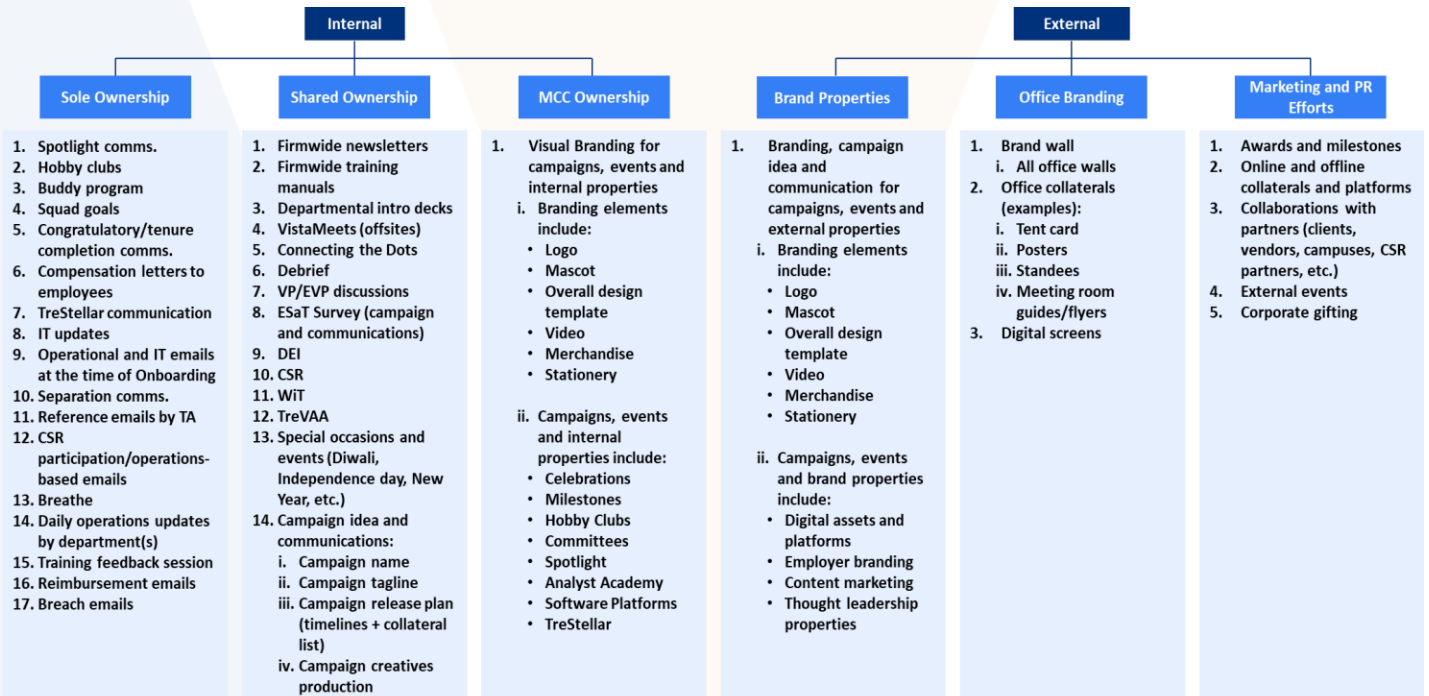 Internal
External
Sole Ownership
Shared Ownership
MCC Ownership
Brand Properties
Office Branding
Marketing and PR
Efforts
1. Spotlight comms.
2. Hobby clubs
3. Buddy program
4. Squad goals
5. Congratulatory/tenure
completion comms.
6. Compensation letters to
employees
7. TreStellar communication
8. IT updates
9. Operational and IT emails
at the time of Onboarding
10. Separation comms.
11. Reference emails by TA
12. CSR
participation/operations-
based emails
13. Breathe
14. Daily operations updates
by department(s)
15. Training feedback session
16. Reimbursement emails
17. Breach emails
1. Firmwide newsletters
2. Firmwide training
manuals
3. Departmental intro decks
4. VistaMeets (offsites)
5. Connecting the Dots
6. Debrief
7. VP/EVP discussions
8. ESaT Survey (campaign
and communications)
9. DEI
10. CSR
11. WiT
12. TreVAA
13. Special occasions and
events (Diwali,
Independence day, New
Year, etc.)
14. Campaign idea and
communications:
i. Campaign name
ii. Campaign tagline
iii. Campaign release plan
(timelines + collateral
list)
iv. Campaign creatives
production
1. Visual Branding for
campaigns, events and
internal properties
i. Branding elements
include:
• Logo
• Mascot
• Overall design
template
• Video
• Merchandise
• Stationery
ii. Campaigns, events
and internal
properties include:
• Celebrations
• Milestones
• Hobby Clubs
• Committees
• Spotlight
• Analyst Academy
• Software Platforms
• TreStellar
1. Branding, campaign
idea and
communication for
campaigns, events and
external properties
i. Branding elements
include:
• Logo
• Mascot
• Overall design
template
• Video
• Merchandise
• Stationery
ii. Campaigns, events
and brand properties
include:
• Digital assets and
platforms
• Employer branding
• Content marketing
• Thought leadership
properties
1. Brand wall
i. All office walls
2. Office collaterals
(examples):
i. Tent card
ii. Posters
iii. Standees
iv. Meeting room
guides/flyers
3. Digital screens
1. Awards and milestones
2. Online and offline
collaterals and platforms
3. Collaborations with
partners (clients,
vendors, campuses, CSR
partners, etc.)
4. External events
5. Corporate gifting